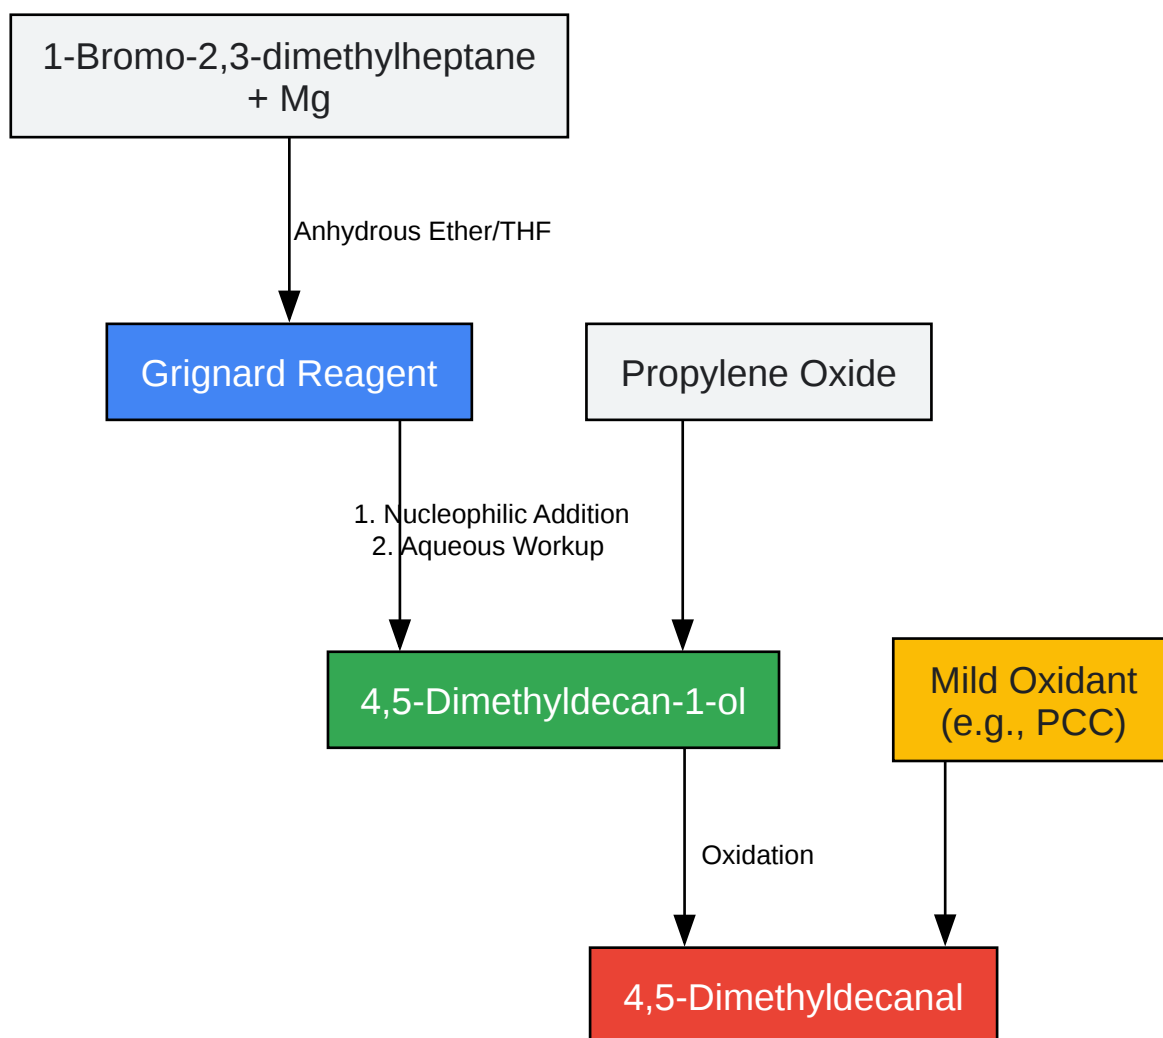 1-Bromo-2,3-dimethylheptane
+ Mg
Anhydrous Ether/THF
Grignard Reagent
Propylene Oxide
1. Nucleophilic Addition
2. Aqueous Workup
4,5-Dimethyldecan-1-ol
Mild Oxidant
(e.g., PCC)
Oxidation
4,5-Dimethyldecanal